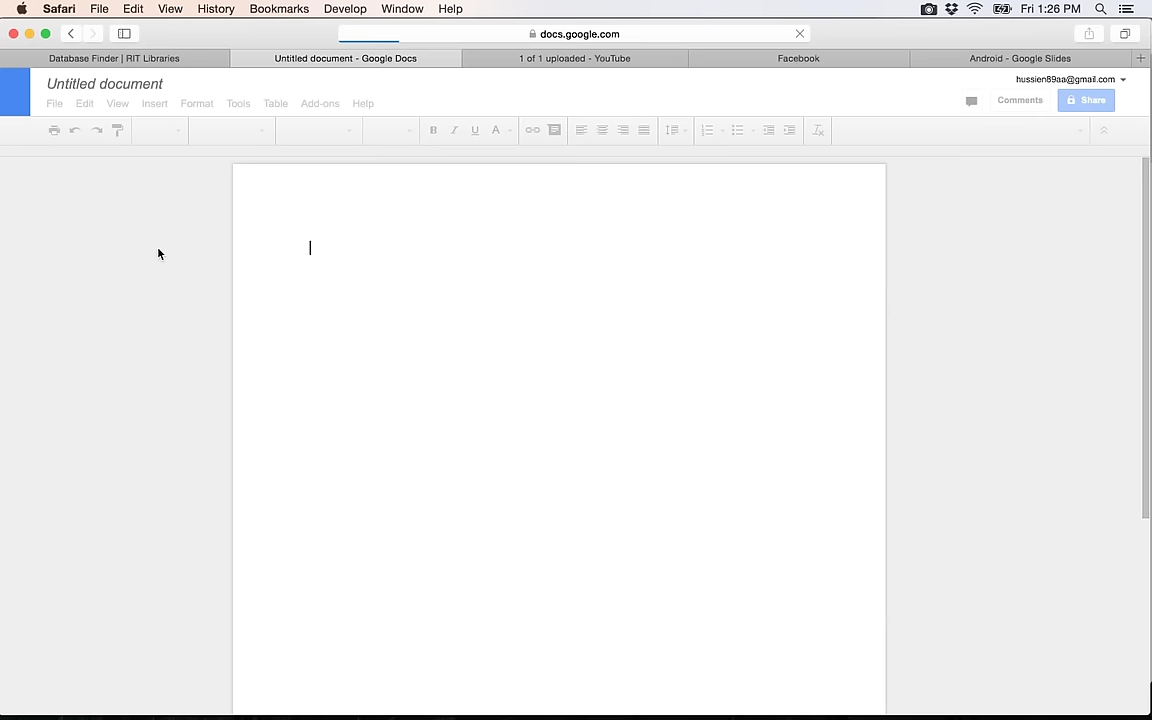 Safari File Edit View History Bookmarks Develop Window Help Fri 1:26 PM
docs.google.com
Database Finder | RIT Libraries Untitled document - Google Docs 1 of 1 uploaded - YouTube Facebook Android - Google Slides
Untitled document hussien89aa@gmail.com
File Edit View Insert Format Tools Table Add-ons Help Comments Share
B I U A